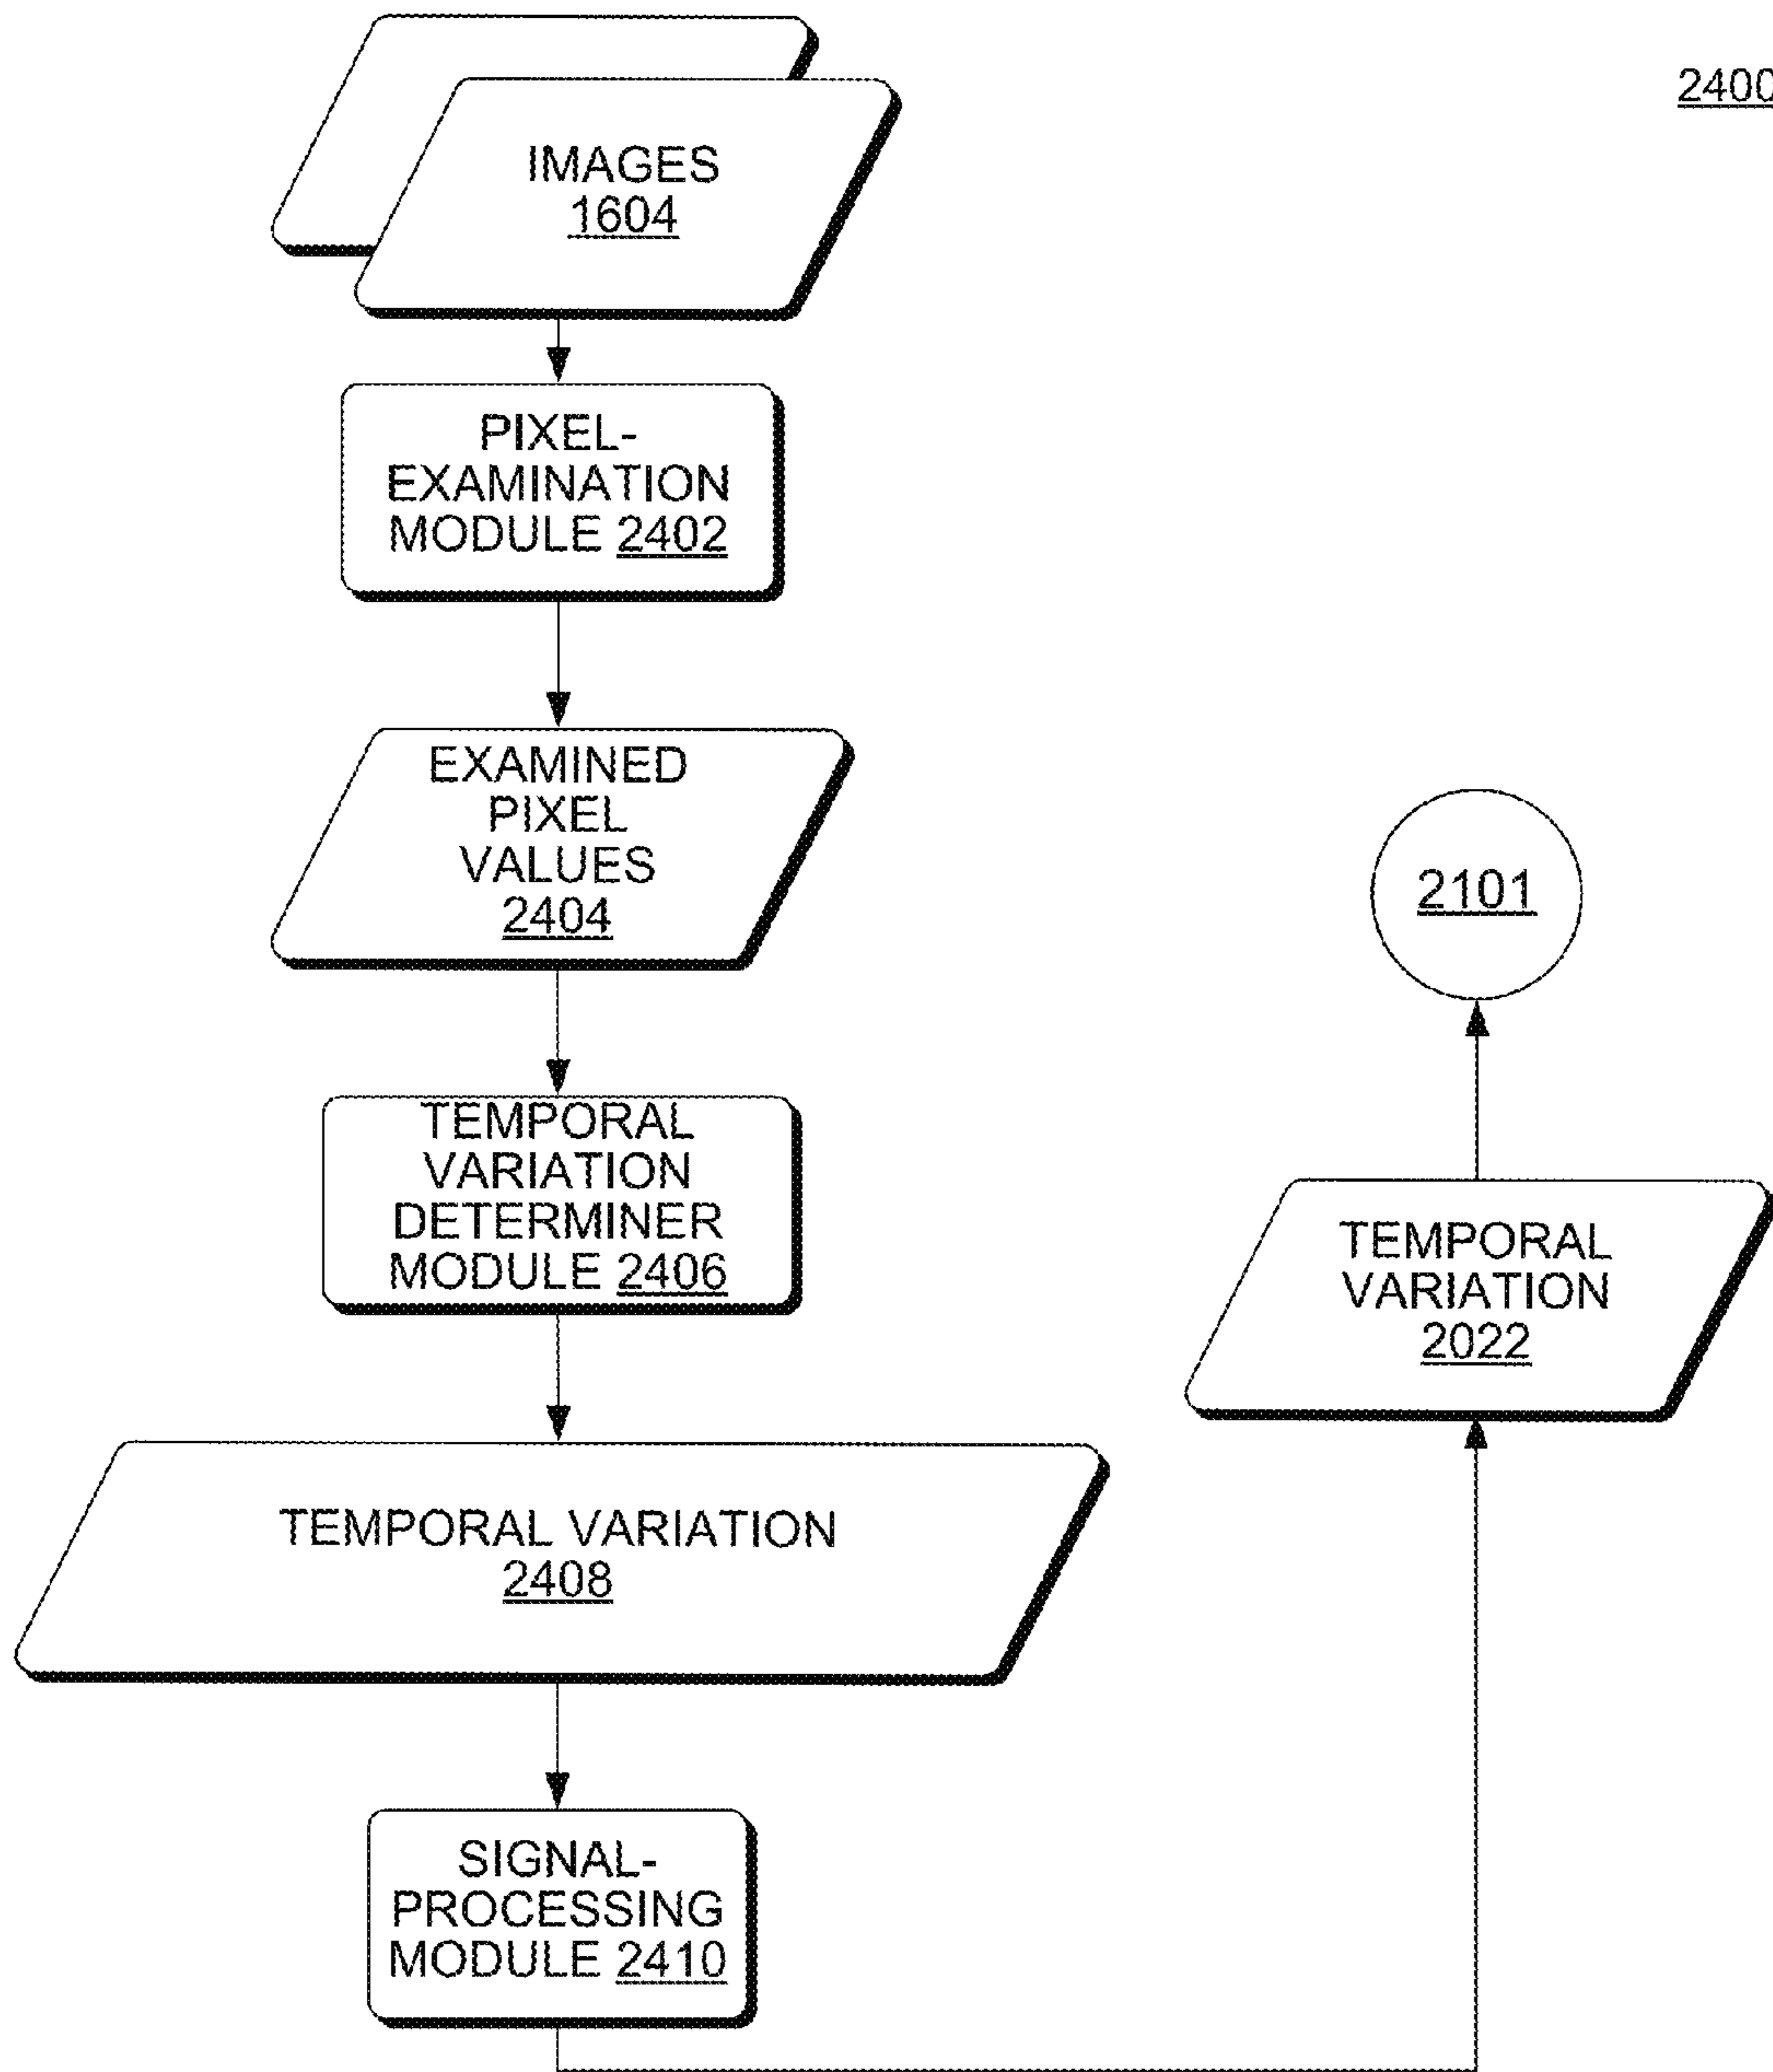 2400
IMAGES
1604
PIXEL-
EXAMINATION
MODULE 2402
EXAMINED
PIXEL
VALUES
2404
TEMPORAL
VARIATION
DETERMINER
MODULE 2406
TEMPORAL VARIATION
2408
SIGNAL-
PROCESSING
MODULE 2410
TEMPORAL
VARIATION
2022
2101